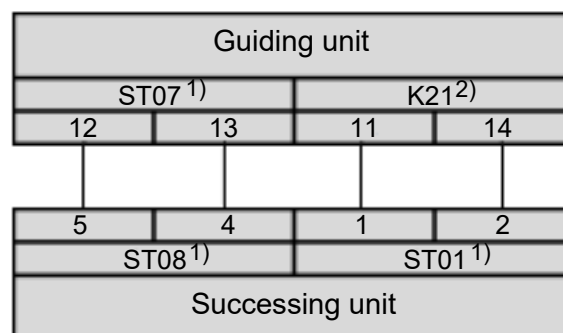 Guiding unit
ST07 1) K21 2)
12 13 11 14
5 4 1 2
ST08 1) ST01 1)
Successing unit